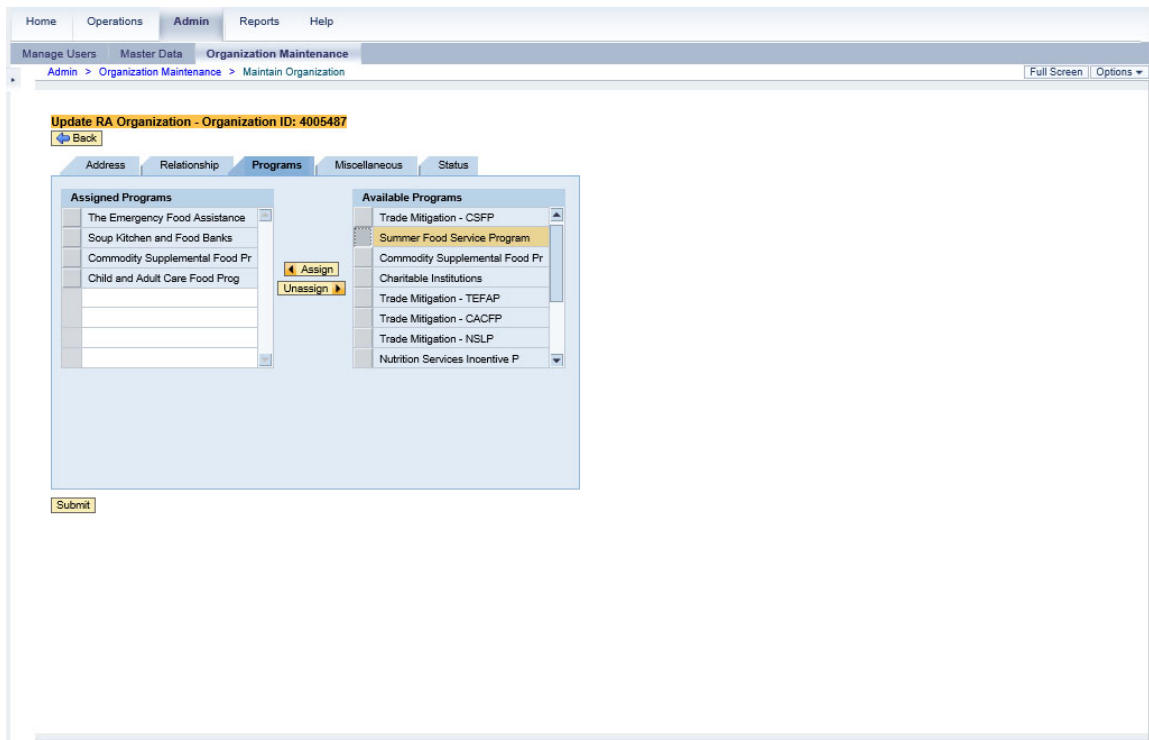 Home Operations Admin Reports Help
Manage Users Master Data Organization Maintenance
Admin > Organization Maintenance > Maintain Organization Full Screen Options
Update RA Organization - Organization ID: 4005487
Back
Address Relationship Programs Miscellaneous Status
Assigned Programs
The Emergency Food Assistance
Soup Kitchen and Food Banks
Commodity Supplemental Food Pr
Child and Adult Care Food Prog
Assign
Unassign
Available Programs
Trade Mitigation - CSFP
Summer Food Service Program
Commodity Supplemental Food Pr
Charitable Institutions
Trade Mitigation - TEFAP
Trade Mitigation - CACFP
Trade Mitigation - NSLP
Nutrition Services Incentive P
Submit